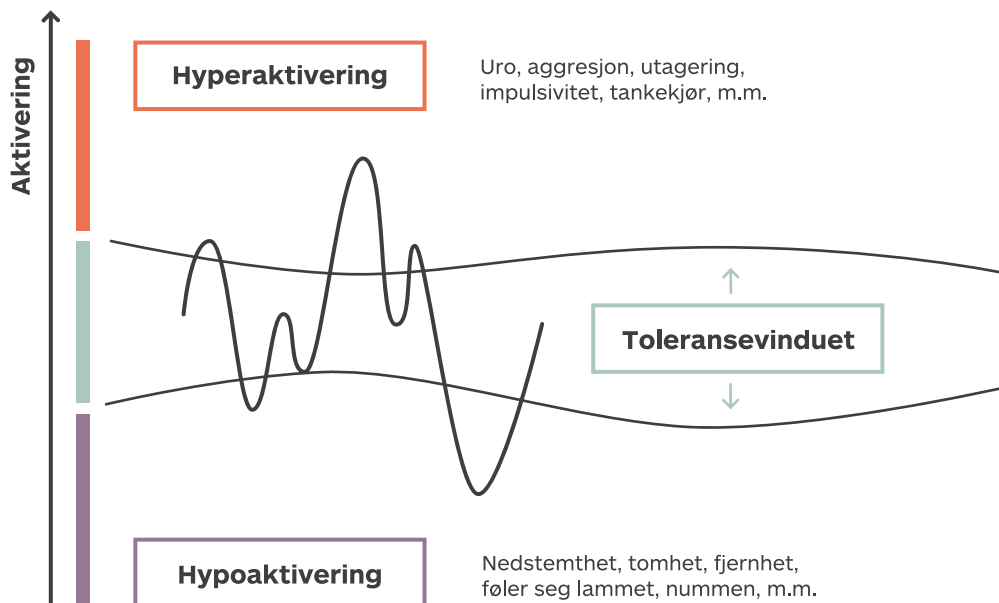 Aktivering
Hyperaktivering
Uro, aggresjon, utagering,
impulsivitet, tankekjør, m.m.
Toleransevinduet
Hypoaktivering
Nedstemthet, tomhet, fjernhet,
føler seg lammet, nummen, m.m.